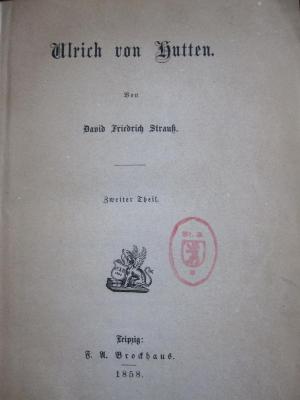 Ulrich von Hutten.
Von
David Friedrich Strauß.
Zweiter Theil.
Leipzig:
F. A. Brockhaus.
1858.